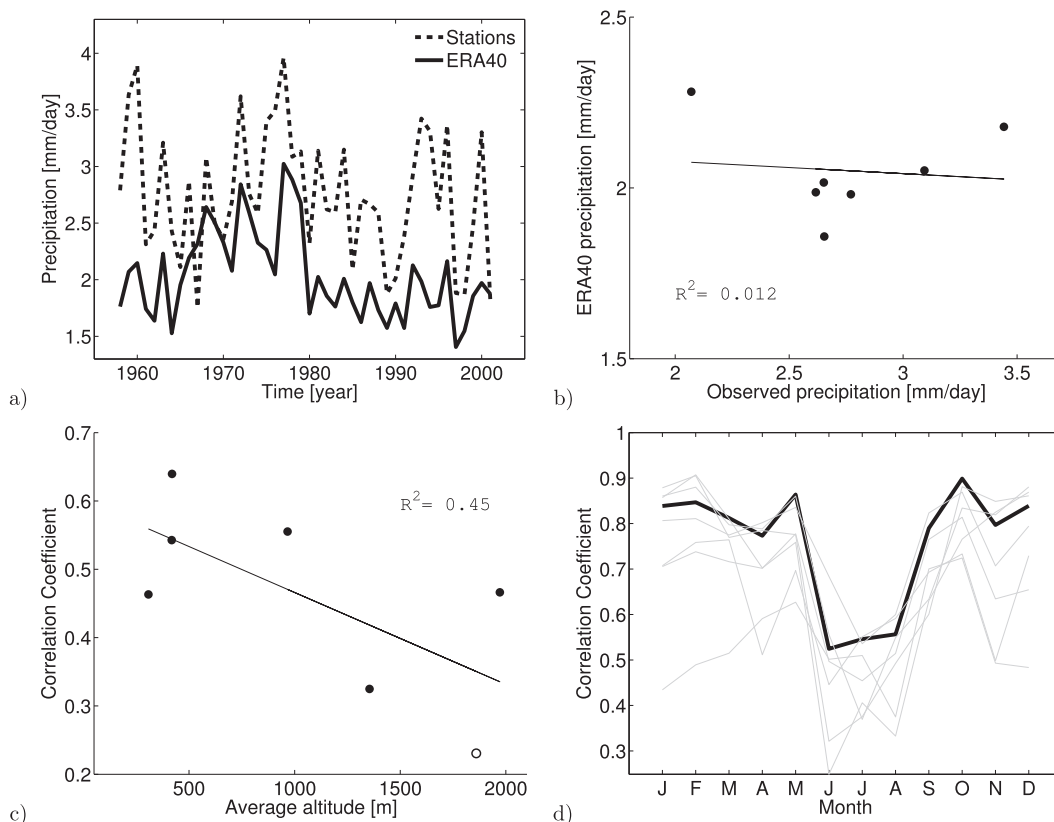 4
3.5
3
2.5
2
1.5
Precipitation [mm/day]
Stations
ERA40
1960 1970 1980 1990 2000
Time [year]
a)
2.5
2
1.5
ERA40 precipitation [mm/day]
R2= 0.012
2 2.5 3 3.5
Observed precipitation [mm/day]
b)
0.7
0.6
0.5
0.4
0.3
0.2
Correlation Coefficient
R2= 0.45
500 1000 1500 2000
Average altitude [m]
c)
1
0.9
0.8
0.7
0.6
0.5
0.4
0.3
Correlation Coefficient
J F M A M J J A S O N D
Month
d)